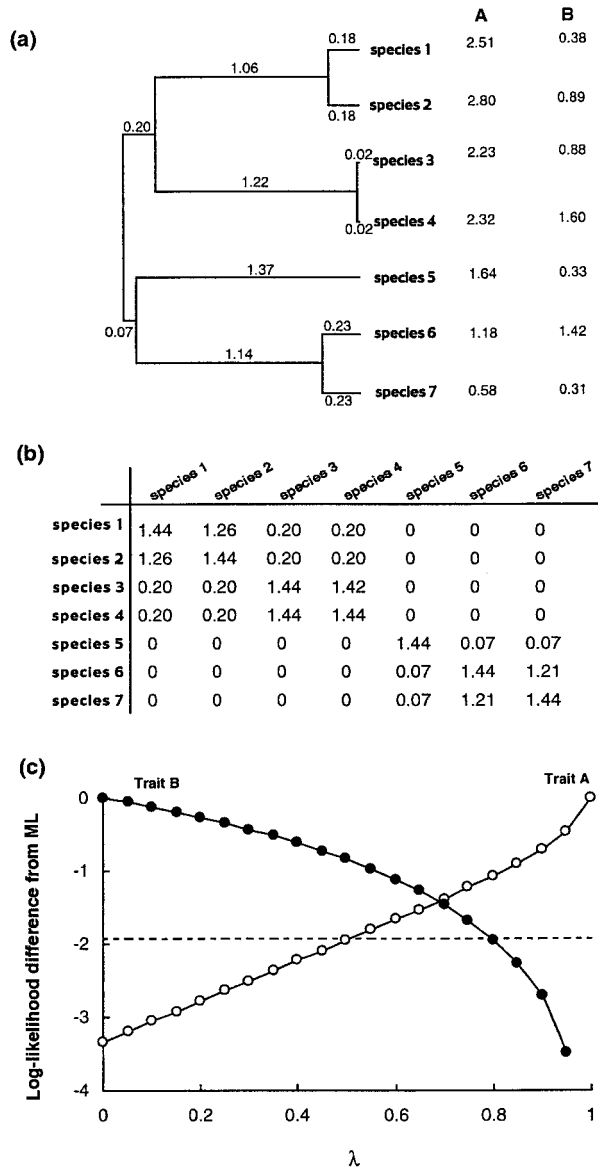 A B
(a)
0.18 species 1 2.51 0.38
1.06
0.18 species 2 2.80 0.89
0.20
0.02 species 3 2.23 0.88
1.22
0.02 species 4 2.32 1.60
1.37 species 5 1.64 0.33
0.07
0.23 species 6 1.18 1.42
1.14
0.23 species 7 0.58 0.31
(b)
species 1 species 2 species 3 species 4 species 5 species 6 species 7
species 1 1.44 1.26 0.20 0.20 0 0 0
species 2 1.26 1.44 0.20 0.20 0 0 0
species 3 0.20 0.20 1.44 1.42 0 0 0
species 4 0.20 0.20 1.44 1.44 0 0 0
species 5 0 0 0 0 1.44 0.07 0.07
species 6 0 0 0 0 0.07 1.44 1.21
species 7 0 0 0 0 0.07 1.21 1.44
(c)
Trait B Trait A
Log-likelihood difference from ML
0
-1
-2
-3
-4
0 0.2 0.4 0.6 0.8 1
λ